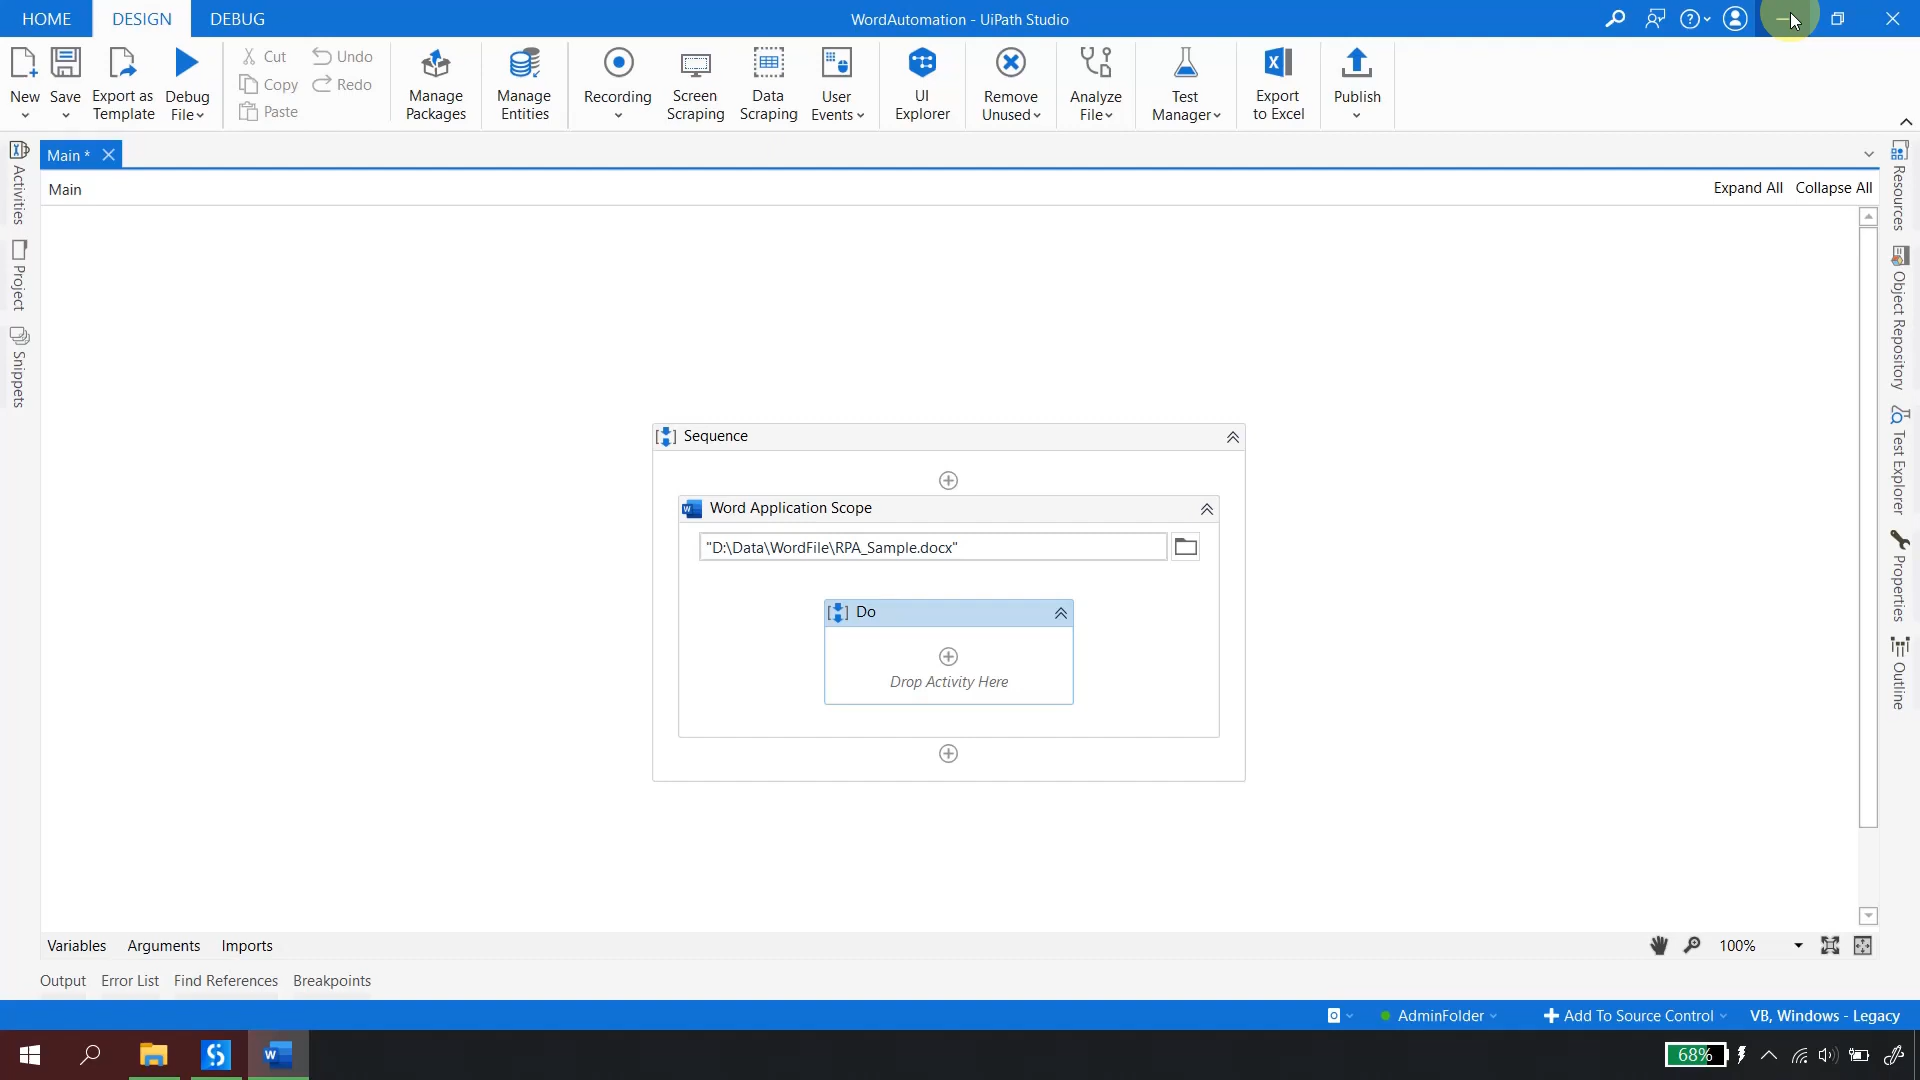 HOME DESIGN DEBUG WordAutomation - UiPath Studio
New Save Export as Template Debug File Cut Copy Paste Undo Redo Manage Packages Manage Entities Recording Screen Scraping Data Scraping User Events UI Explorer Remove Unused Analyze File Test Manager Export to Excel Publish
Main *
Main Expand All Collapse All
Activities
Project
Snippets
Sequence
Word Application Scope
"D:\Data\WordFile\RPA_Sample.docx"
Do
Drop Activity Here
Resources
Object Repository
Test Explorer
Properties
Outline
Variables Arguments Imports 100%
Output Error List Find References Breakpoints
AdminFolder Add To Source Control VB, Windows - Legacy
68%